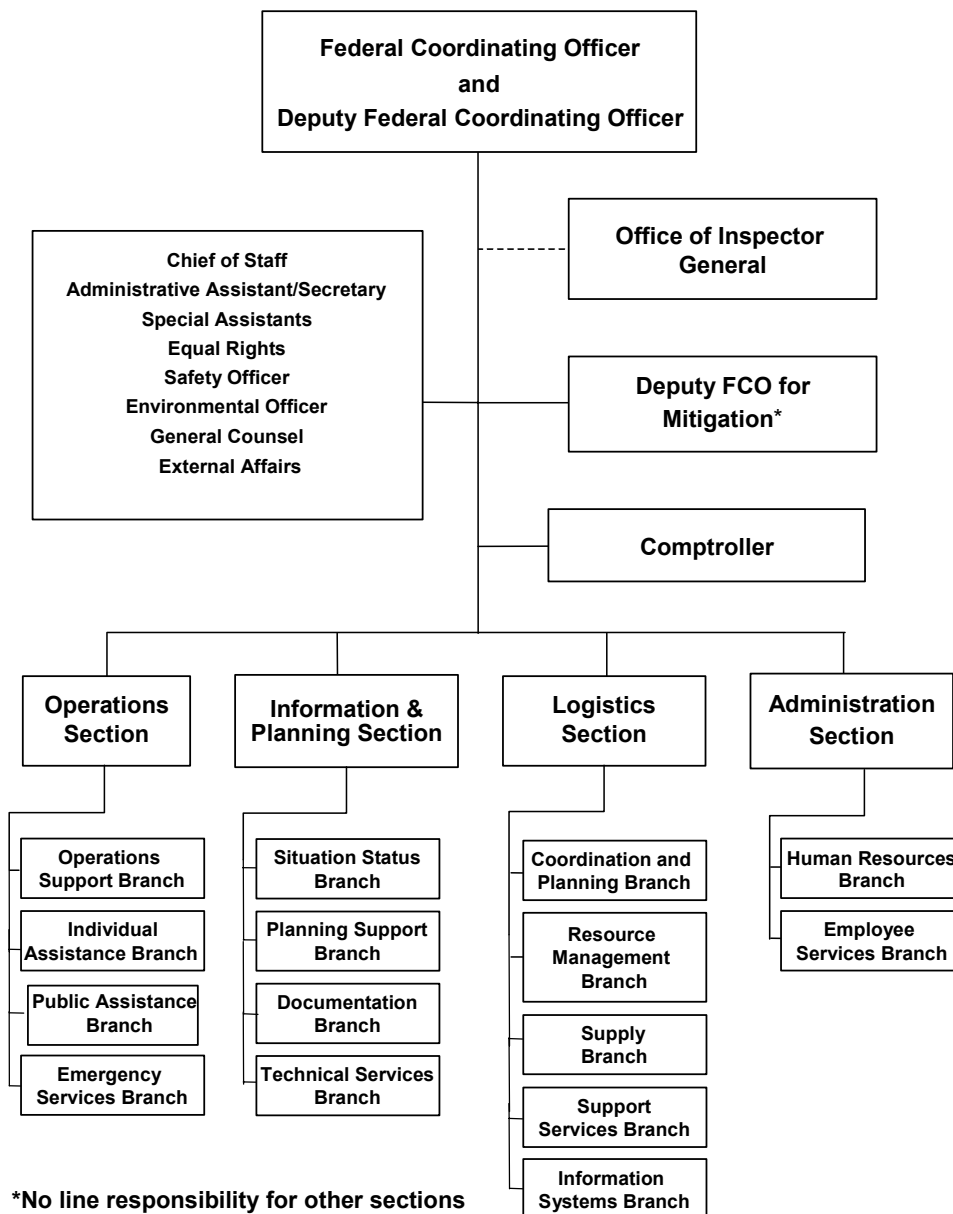 Federal Coordinating Officer
and
Deputy Federal Coordinating Officer
Office of Inspector
General
Chief of Staff
Administrative Assistant/Secretary
Special Assistants
Equal Rights
Safety Officer
Environmental Officer
General Counsel
External Affairs
Deputy FCO for
Mitigation*
Comptroller
Operations
Section
Information &
Planning Section
Logistics
Section
Administration
Section
Operations
Support Branch
Individual
Assistance Branch
Public Assistance
Branch
Emergency
Services Branch
Situation Status
Branch
Planning Support
Branch
Documentation
Branch
Technical Services
Branch
Coordination and
Planning Branch
Resource
Management
Branch
Supply
Branch
Support
Services Branch
Information
Systems Branch
Human Resources
Branch
Employee
Services Branch
*No line responsibility for other sections